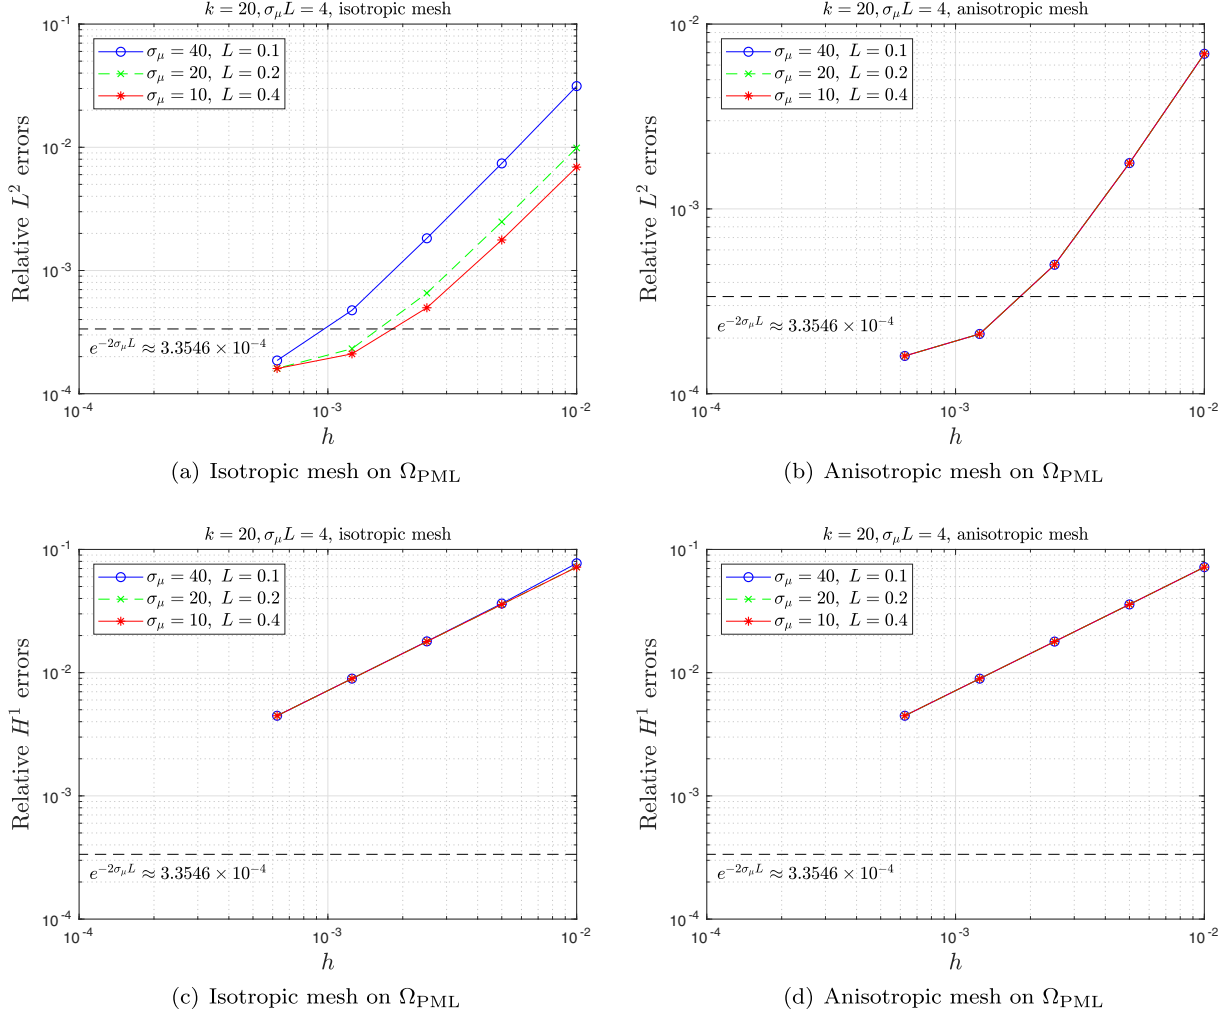 k = 20, σ_μL = 4, isotropic mesh
σ_μ = 40, L = 0.1
σ_μ = 20, L = 0.2
σ_μ = 10, L = 0.4
10^-1
10^-2
10^-3
10^-4
Relative L^2 errors
e^{-2σ_μL} ≈ 3.3546 × 10^-4
10^-4
10^-3
10^-2
h
(a) Isotropic mesh on Ω_PML
k = 20, σ_μL = 4, anisotropic mesh
σ_μ = 40, L = 0.1
σ_μ = 20, L = 0.2
σ_μ = 10, L = 0.4
10^-2
10^-3
10^-4
Relative L^2 errors
e^{-2σ_μL} ≈ 3.3546 × 10^-4
10^-4
10^-3
10^-2
h
(b) Anisotropic mesh on Ω_PML
k = 20, σ_μL = 4, isotropic mesh
σ_μ = 40, L = 0.1
σ_μ = 20, L = 0.2
σ_μ = 10, L = 0.4
10^-1
10^-2
10^-3
10^-4
Relative H^1 errors
e^{-2σ_μL} ≈ 3.3546 × 10^-4
10^-4
10^-3
10^-2
h
(c) Isotropic mesh on Ω_PML
k = 20, σ_μL = 4, anisotropic mesh
σ_μ = 40, L = 0.1
σ_μ = 20, L = 0.2
σ_μ = 10, L = 0.4
10^-1
10^-2
10^-3
10^-4
Relative H^1 errors
e^{-2σ_μL} ≈ 3.3546 × 10^-4
10^-4
10^-3
10^-2
h
(d) Anisotropic mesh on Ω_PML